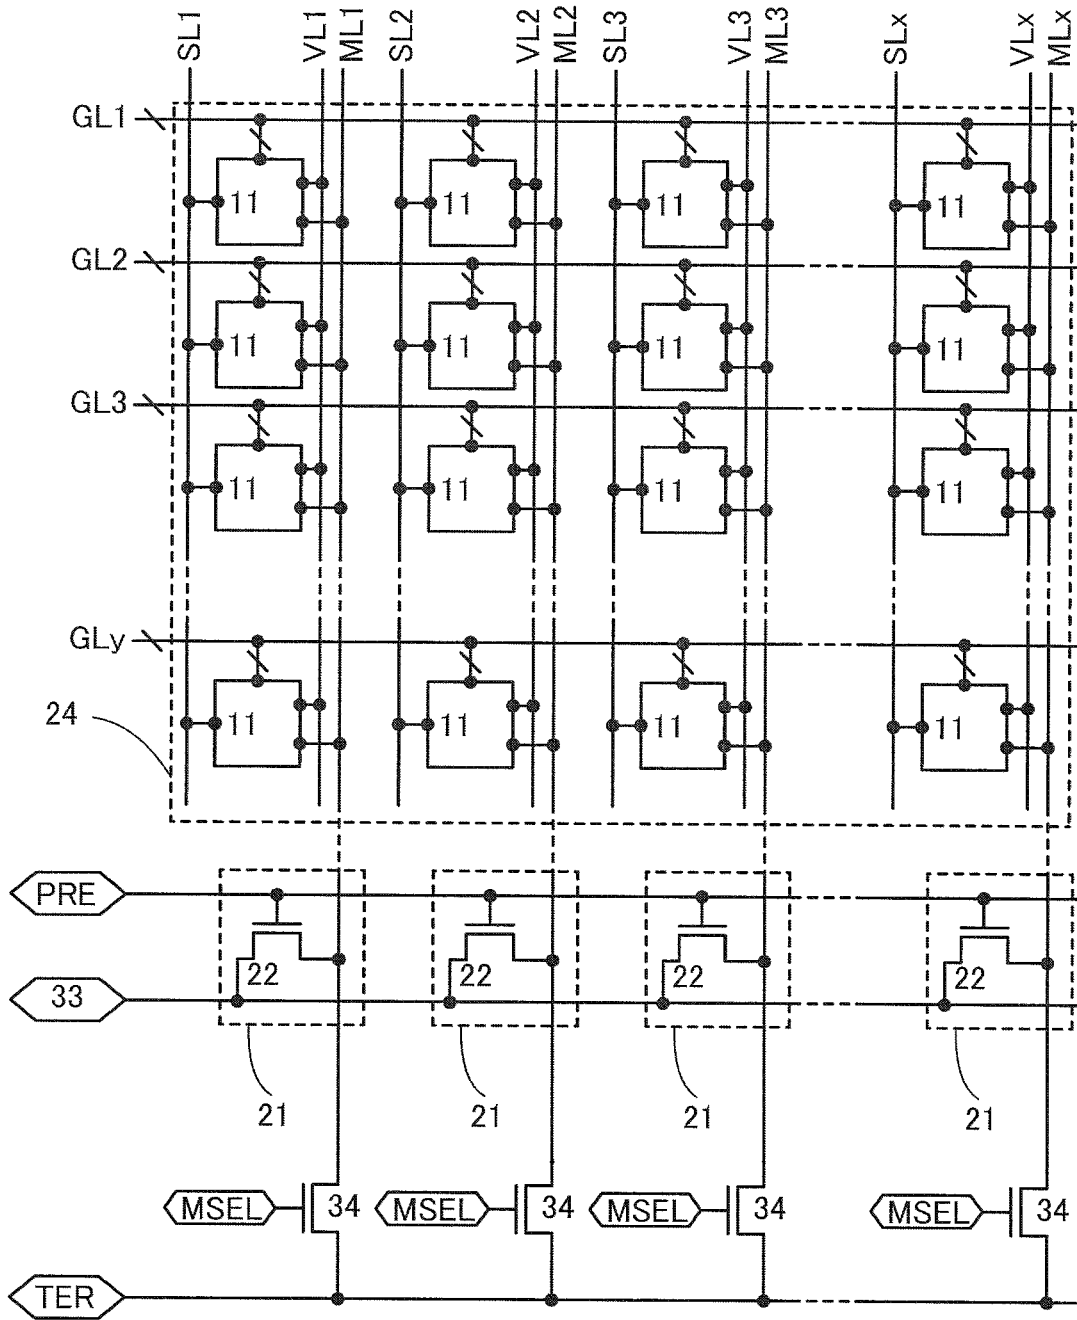 SL1 VL1 ML1 SL2 VL2 ML2 SL3 VL3 ML3 SLx VLx MLx
GL1
11 11 11 11
GL2
11 11 11 11
GL3
11 11 11 11
GLy
11 11 11 11
24
PRE
22 22 22 22
33
21 21 21 21
MSEL 34 MSEL 34 MSEL 34 MSEL 34
TER